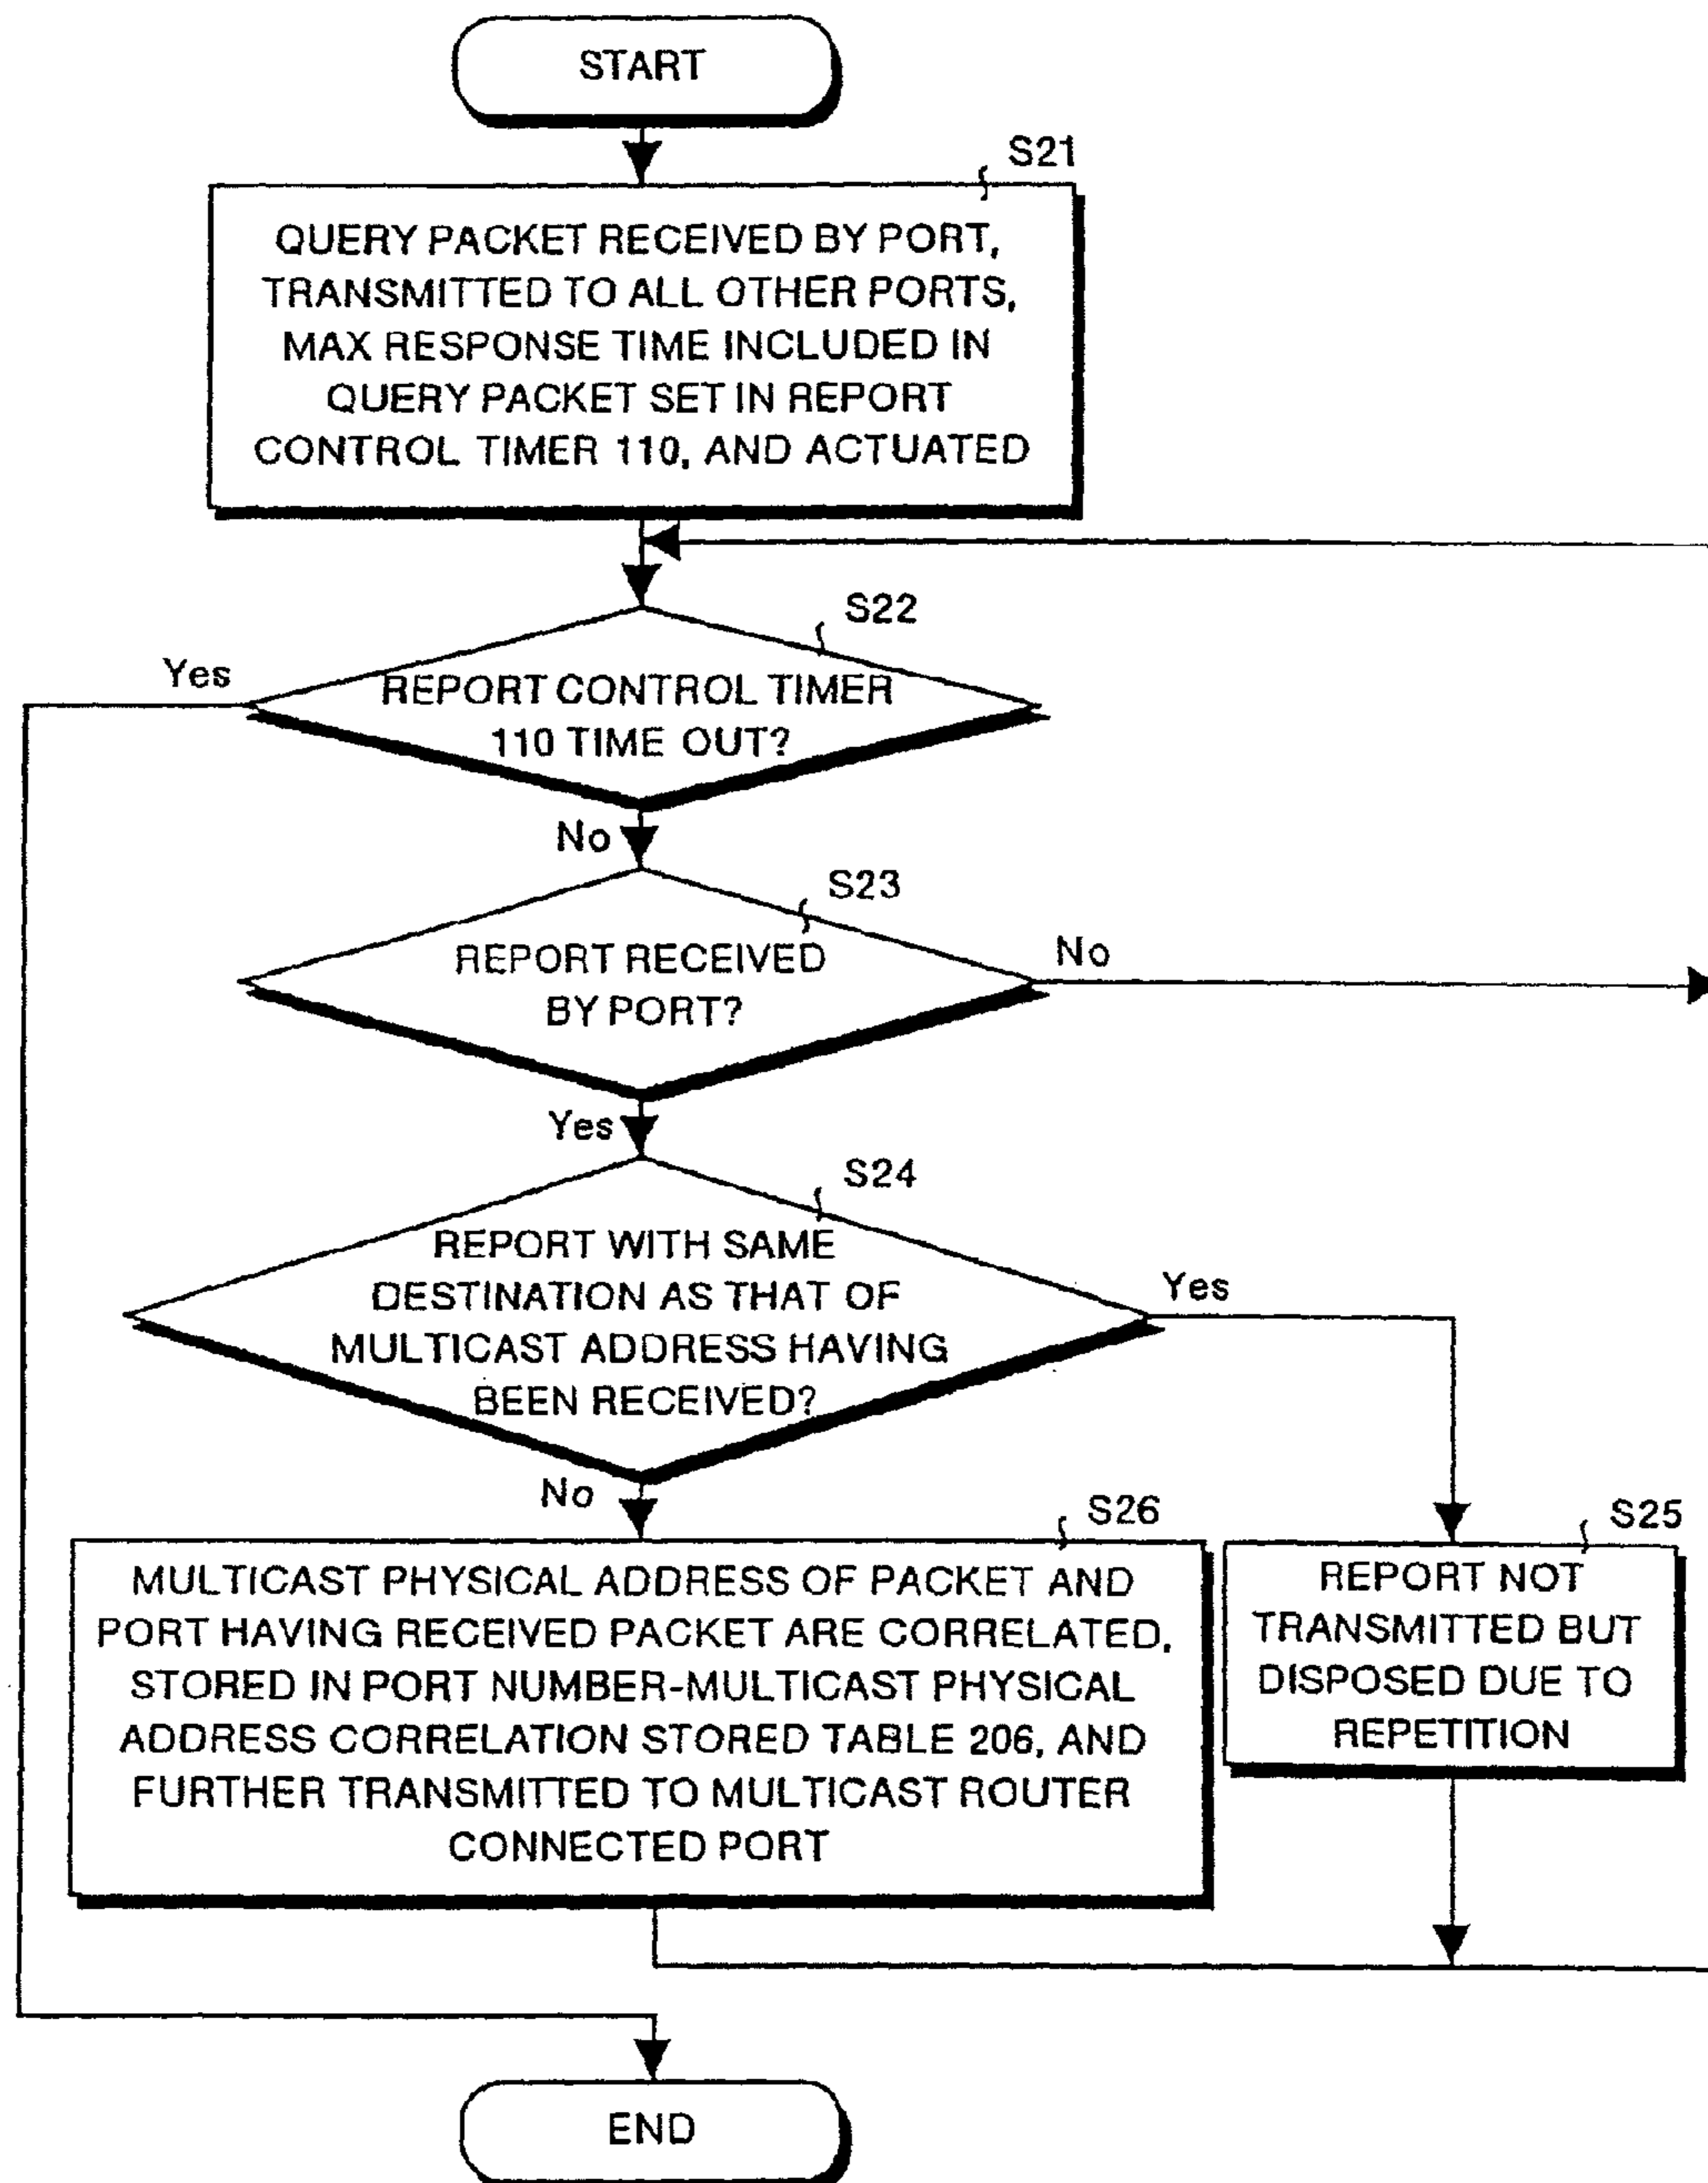 START
S21
QUERY PACKET RECEIVED BY PORT,
TRANSMITTED TO ALL OTHER PORTS,
MAX RESPONSE TIME INCLUDED IN
QUERY PACKET SET IN REPORT
CONTROL TIMER 110, AND ACTUATED
S22
Yes
REPORT CONTROL TIMER
110 TIME OUT?
No
S23
REPORT RECEIVED
BY PORT?
No
Yes
S24
REPORT WITH SAME
DESTINATION AS THAT OF
MULTICAST ADDRESS HAVING
BEEN RECEIVED?
Yes
No
S26
MULTICAST PHYSICAL ADDRESS OF PACKET AND
PORT HAVING RECEIVED PACKET ARE CORRELATED,
STORED IN PORT NUMBER-MULTICAST PHYSICAL
ADDRESS CORRELATION STORED TABLE 206, AND
FURTHER TRANSMITTED TO MULTICAST ROUTER
CONNECTED PORT
S25
REPORT NOT
TRANSMITTED BUT
DISPOSED DUE TO
REPETITION
END